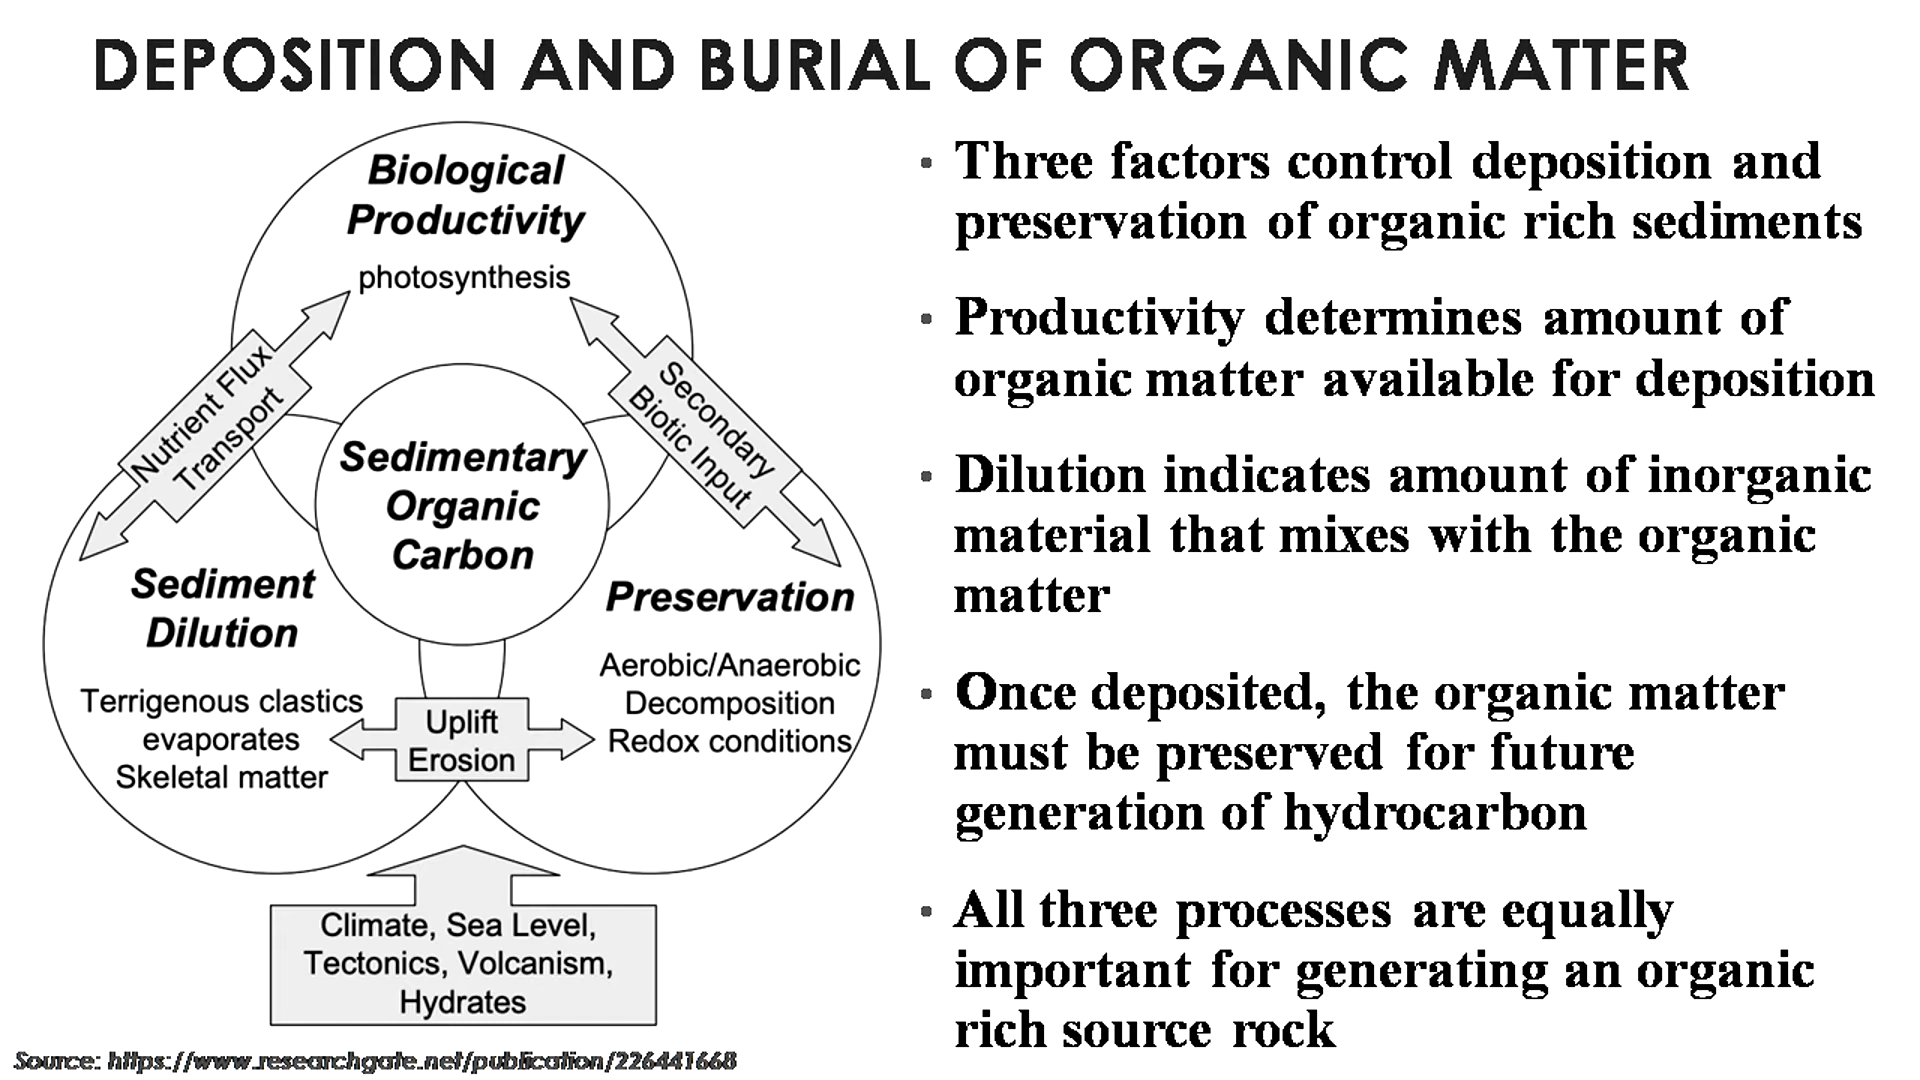 DEPOSITION AND BURIAL OF ORGANIC MATTER
Biological
Productivity
photosynthesis
Nutrient Flux
Transport
Secondary
Biotic Input
Sedimentary
Organic
Carbon
Sediment
Dilution
Terrigenous clastics
evaporates
Skeletal matter
Uplift
Erosion
Preservation
Aerobic/Anaerobic
Decomposition
Redox conditions
Climate, Sea Level,
Tectonics, Volcanism,
Hydrates
Source: https://www.researchgate.net/publication/226441668
• Three factors control deposition and
preservation of organic rich sediments
• Productivity determines amount of
organic matter available for deposition
• Dilution indicates amount of inorganic
material that mixes with the organic
matter
• Once deposited, the organic matter
must be preserved for future
generation of hydrocarbon
• All three processes are equally
important for generating an organic
rich source rock